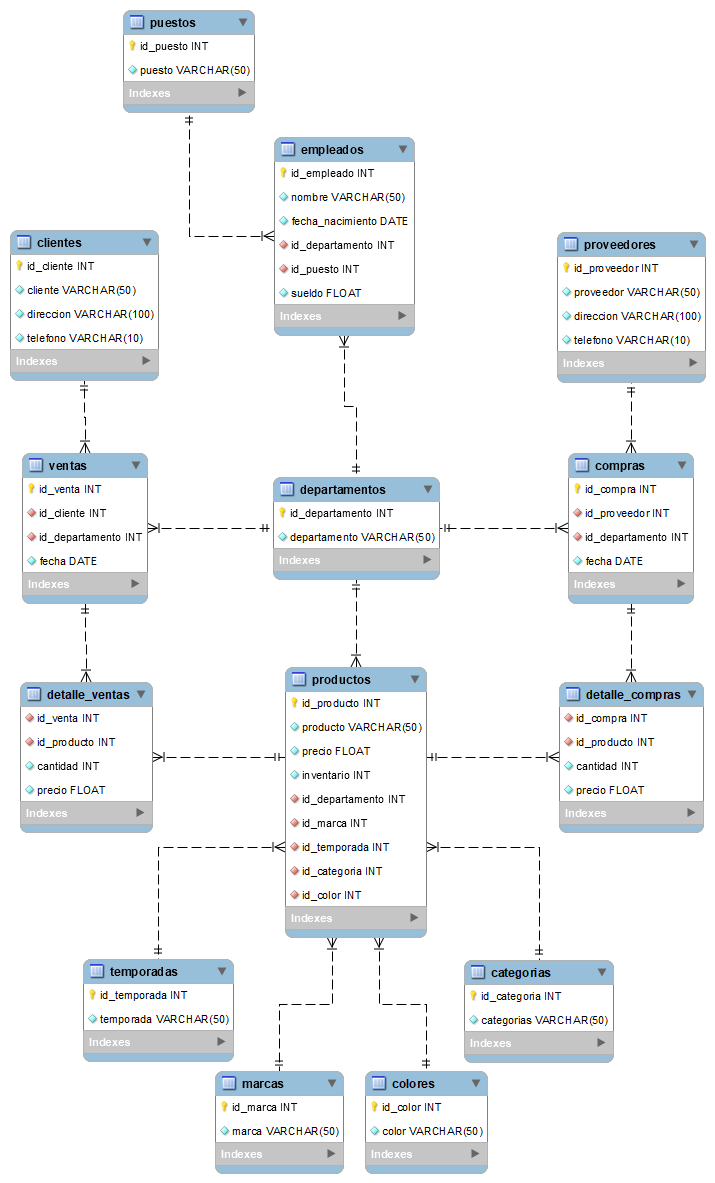 puestos
id_puesto INT
puesto VARCHAR(50)
Indexes
empleados
id_empleado INT
nombre VARCHAR(50)
fecha_nacimiento DATE
id_departamento INT
id_puesto INT
sueldo FLOAT
Indexes
clientes
id_cliente INT
cliente VARCHAR(50)
direccion VARCHAR(100)
telefono VARCHAR(10)
Indexes
proveedores
id_proveedor INT
proveedor VARCHAR(50)
direccion VARCHAR(100)
telefono VARCHAR(10)
Indexes
ventas
id_venta INT
id_cliente INT
id_departamento INT
fecha DATE
Indexes
departamentos
id_departamento INT
departamento VARCHAR(50)
Indexes
compras
id_compra INT
id_proveedor INT
id_departamento INT
fecha DATE
Indexes
detalle_ventas
id_venta INT
id_producto INT
cantidad INT
precio FLOAT
Indexes
productos
id_producto INT
producto VARCHAR(50)
precio FLOAT
inventario INT
id_departamento INT
id_marca INT
id_temporada INT
id_categoria INT
id_color INT
Indexes
detalle_compras
id_compra INT
id_producto INT
cantidad INT
precio FLOAT
Indexes
temporadas
id_temporada INT
temporada VARCHAR(50)
Indexes
categorias
id_categoria INT
categorias VARCHAR(50)
Indexes
marcas
id_marca INT
marca VARCHAR(50)
Indexes
colores
id_color INT
color VARCHAR(50)
Indexes